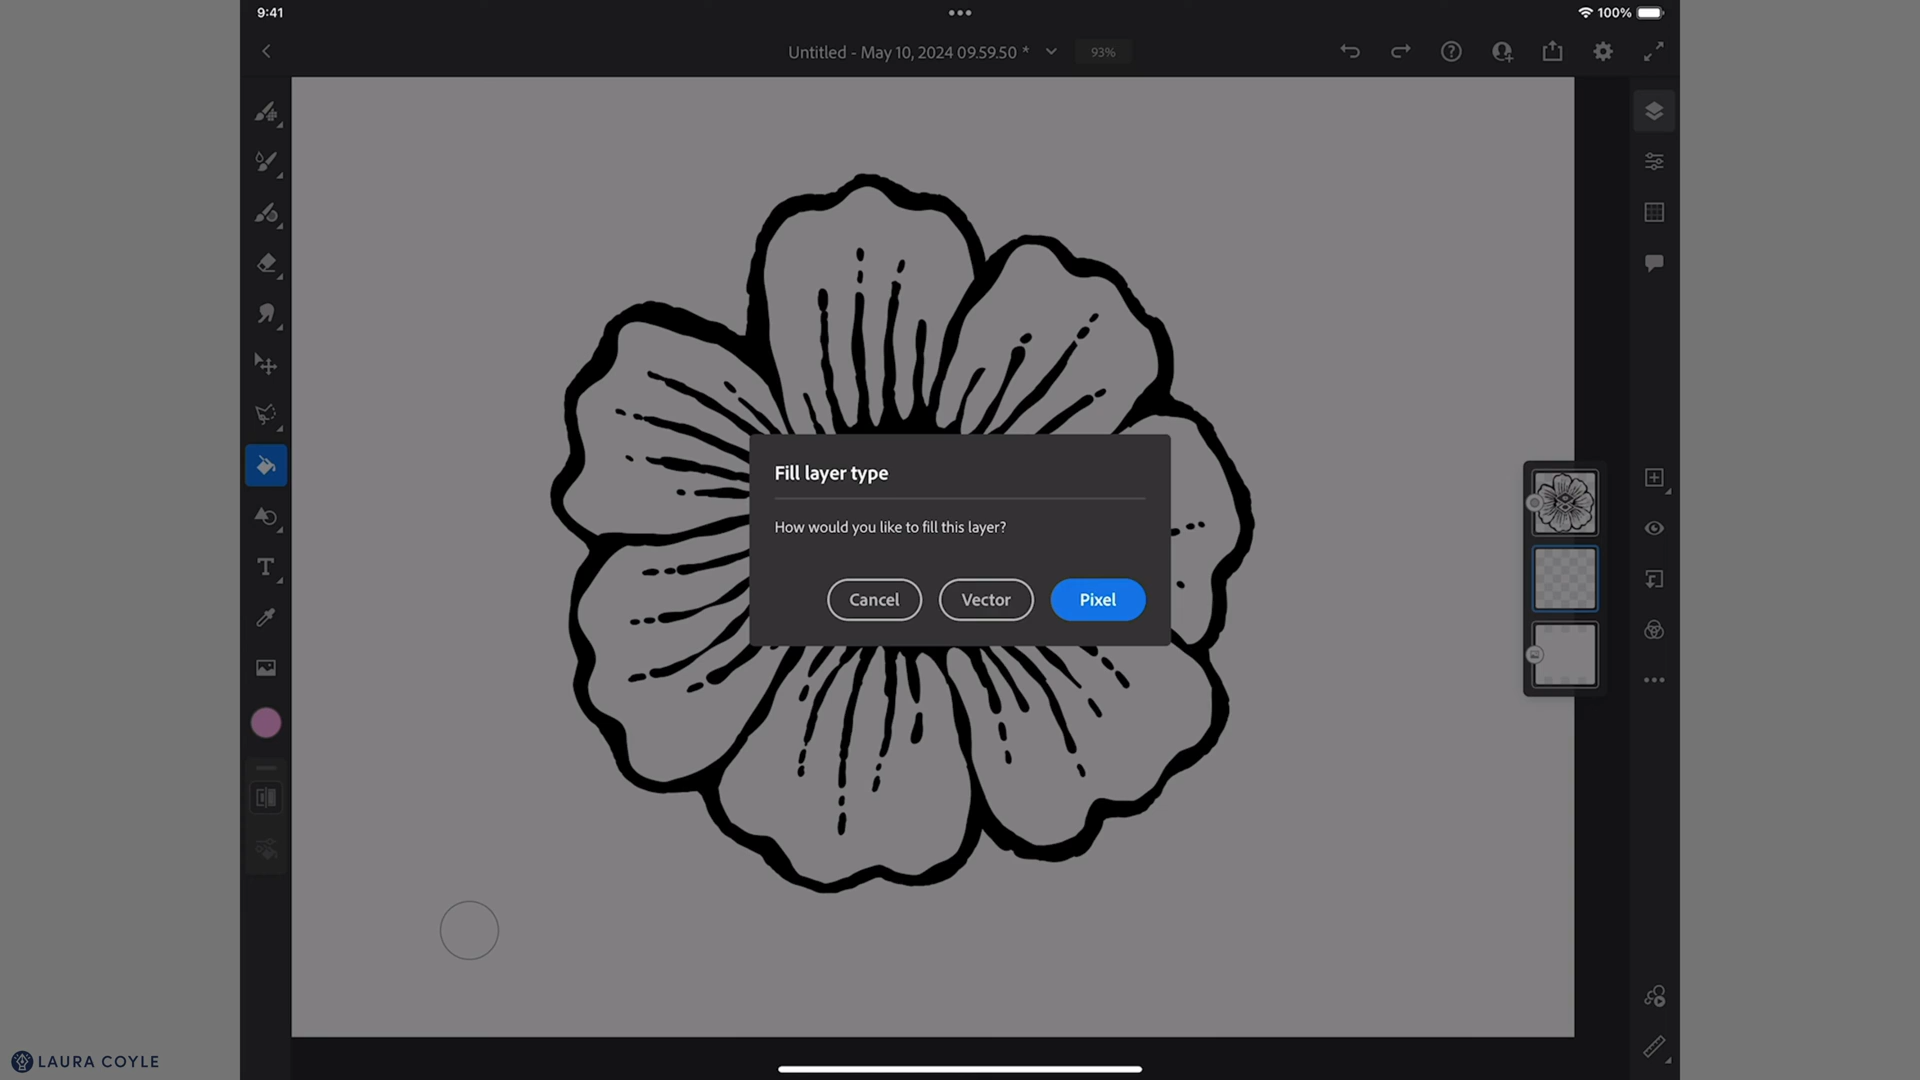 9:41
100%
Untitled - May 10, 2024 09.59.50 *
93%
Fill layer type
How would you like to fill this layer?
Cancel
Vector
Pixel
T
LAURA COYLE